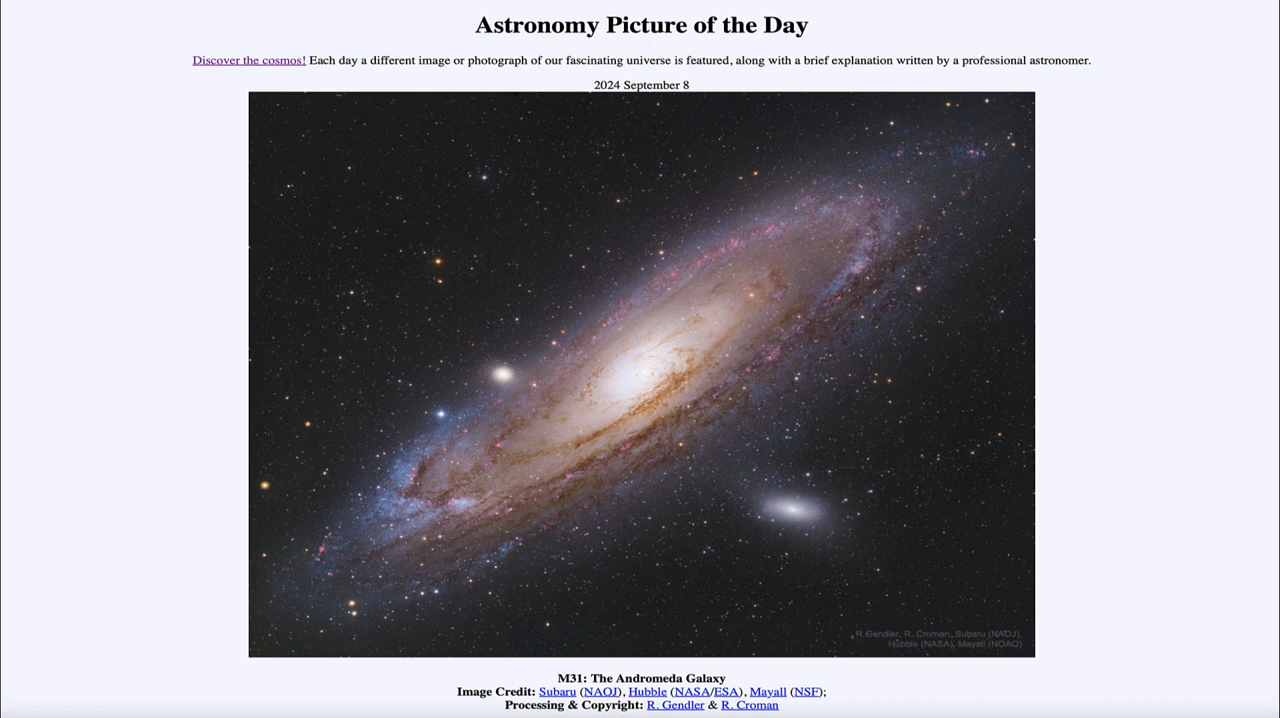 Astronomy Picture of the Day
Discover the cosmos! Each day a different image or photograph of our fascinating universe is featured, along with a brief explanation written by a professional astronomer.
2024 September 8
R.Gendler, R. Croman, Subaru (NAOJ),
Hubble (NASA), Mayall (NOAO)
M31: The Andromeda Galaxy
Image Credit: Subaru (NAOJ), Hubble (NASA/ESA), Mayall (NSF);
Processing & Copyright: R. Gendler & R. Croman